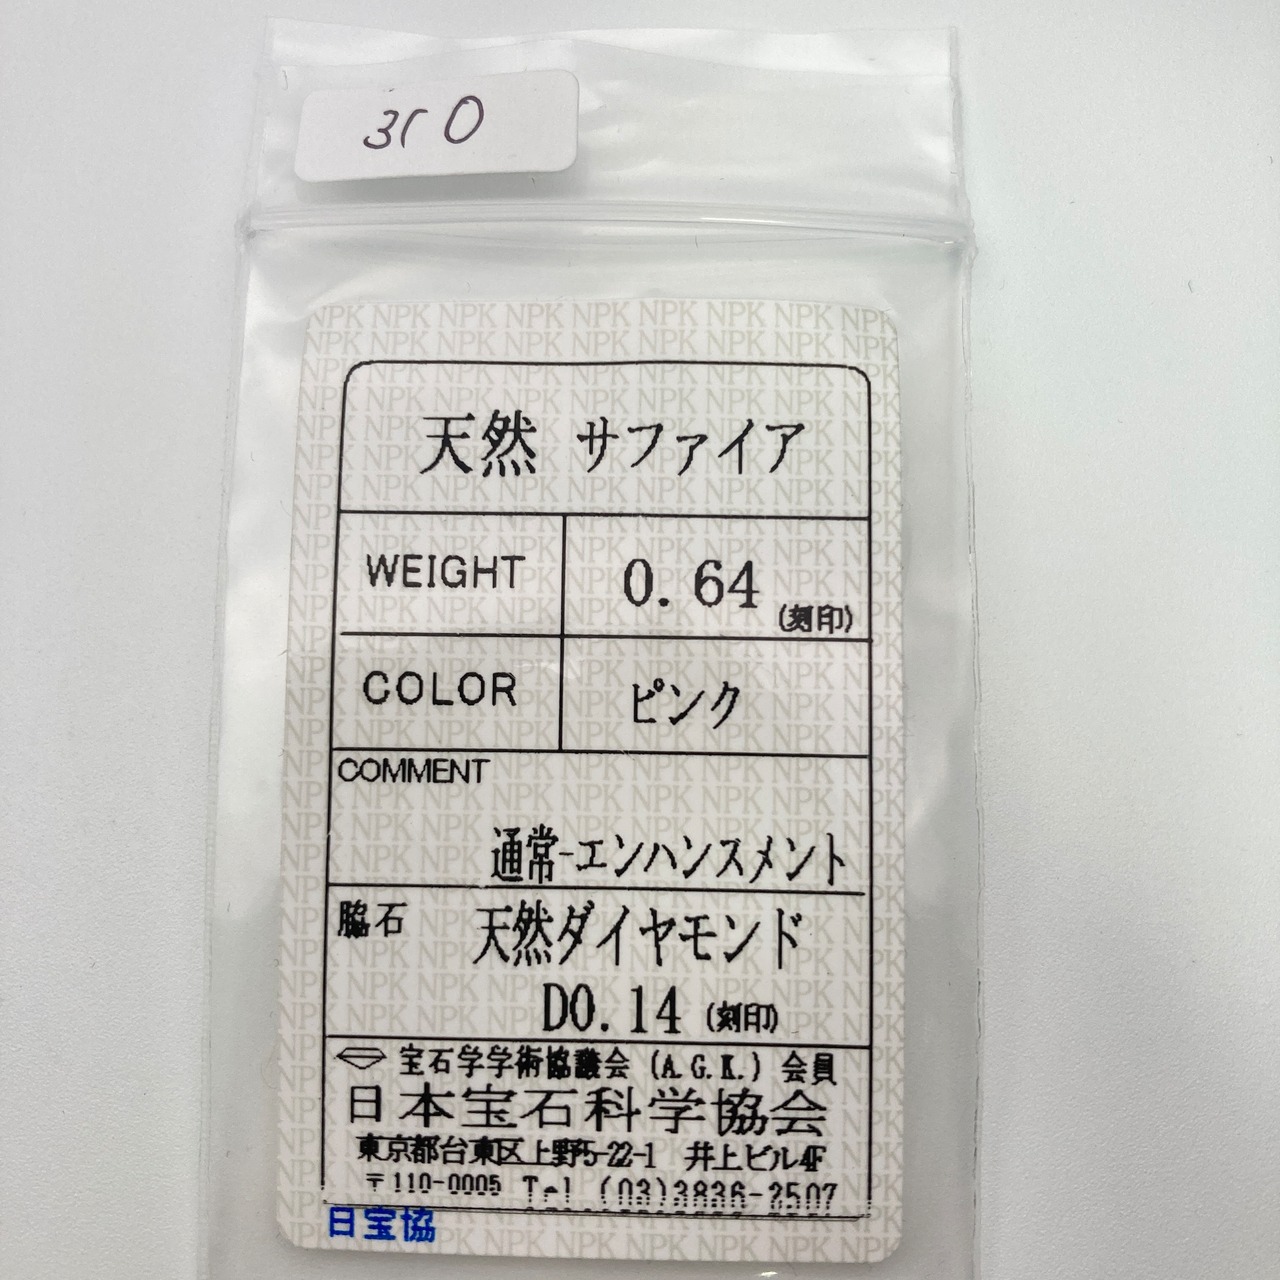 天然 サファイア
WEIGHT 0.64 (刻印)
COLOR ピンク
COMMENT
通常-エンハンスメント
脇石 天然ダイヤモンド
D0.14 (刻印)
宝石学学術協議会 (A.G.K.) 会員
日本宝石科学協会
東京都台東区上野5-22-1 井上ビル4F
〒110-0005 Tel (03)3836-2507
日宝協